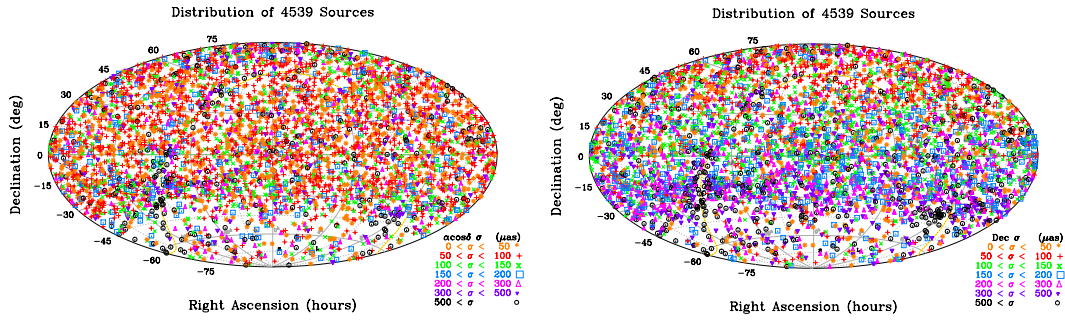 Distribution of 4539 Sources
75
60
45
30
15
0
−15
−30
−45
−60
−75
Declination (deg)
Right Ascension (hours)
αcosδ σ (μas)
0 < σ < 50
50 < σ < 100
100 < σ < 150
150 < σ < 200
200 < σ < 300
300 < σ < 500
500 < σ
Distribution of 4539 Sources
75
60
45
30
15
0
−15
−30
−45
−60
−75
Declination (deg)
Right Ascension (hours)
Dec σ (μas)
0 < σ < 50
50 < σ < 100
100 < σ < 150
150 < σ < 200
200 < σ < 300
300 < σ < 500
500 < σ